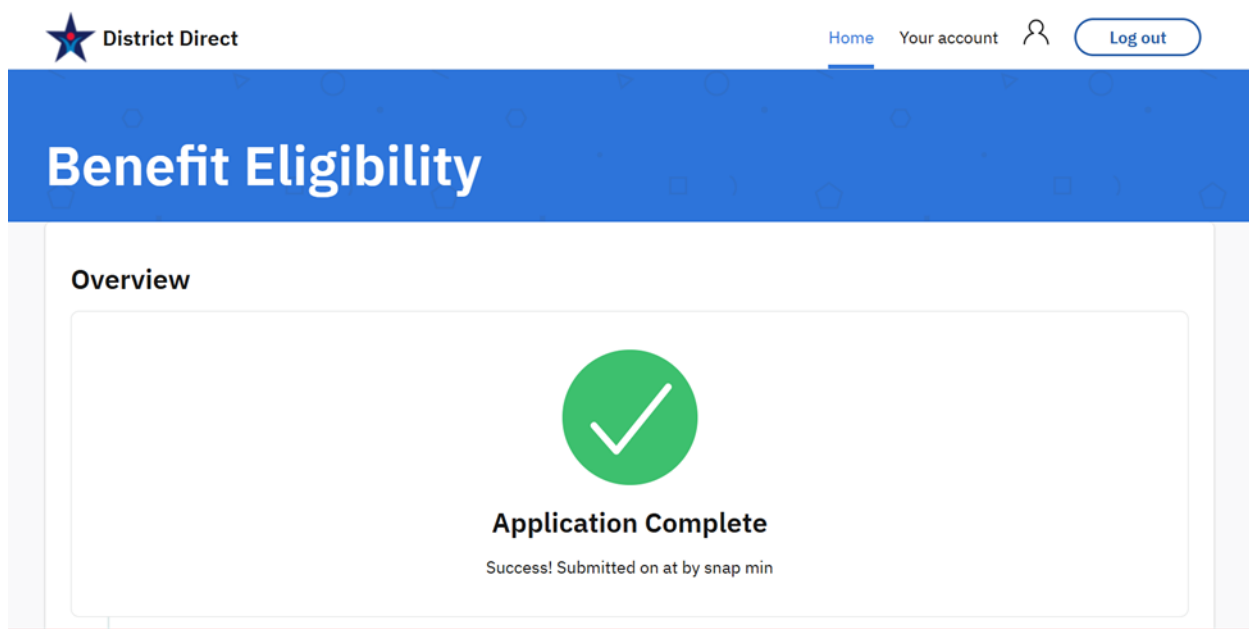 District Direct
Home Your account Log out
Benefit Eligibility
Overview
Application Complete
Success! Submitted on at by snap min